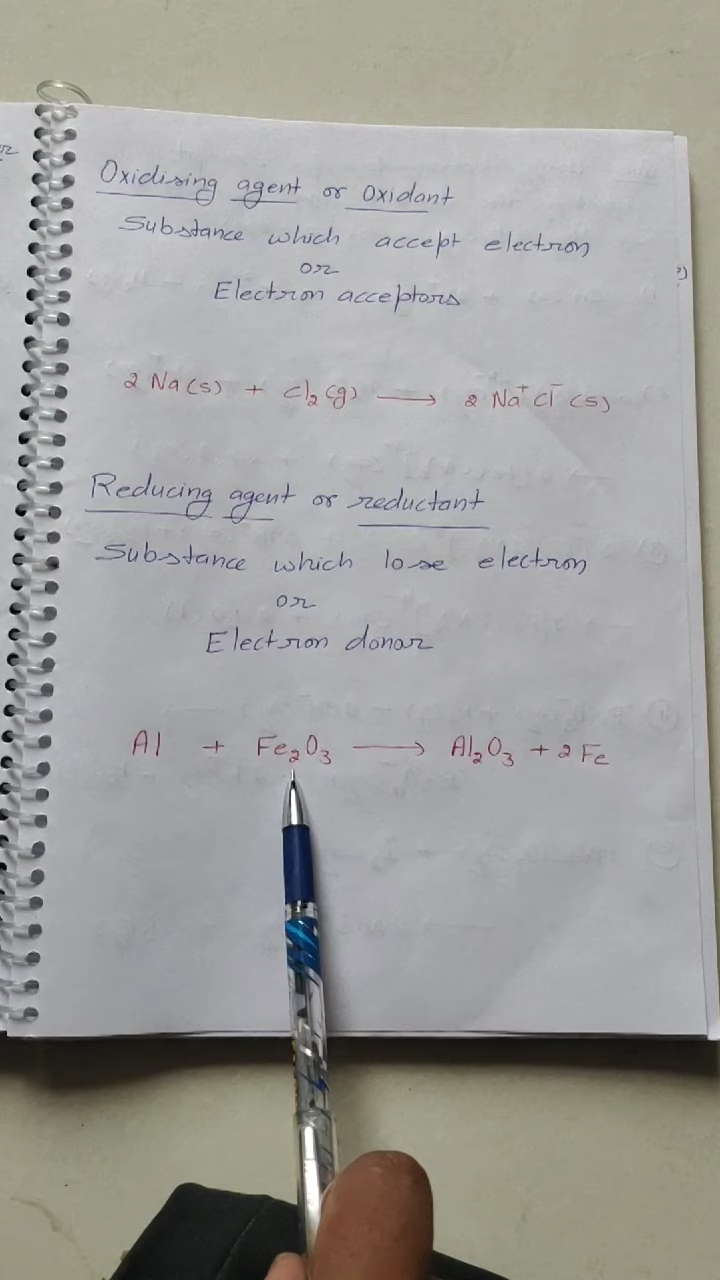 Oxidising agent or oxidant
Substance which accept electron
or
Electron acceptors
2 Na(s) + Cl₂(g) ⟶ 2 Na⁺Cl⁻(s)
Reducing agent or reductant
Substance which lose electron
or
Electron donor
Al + Fe₂O₃ ⟶ Al₂O₃ + 2 Fe